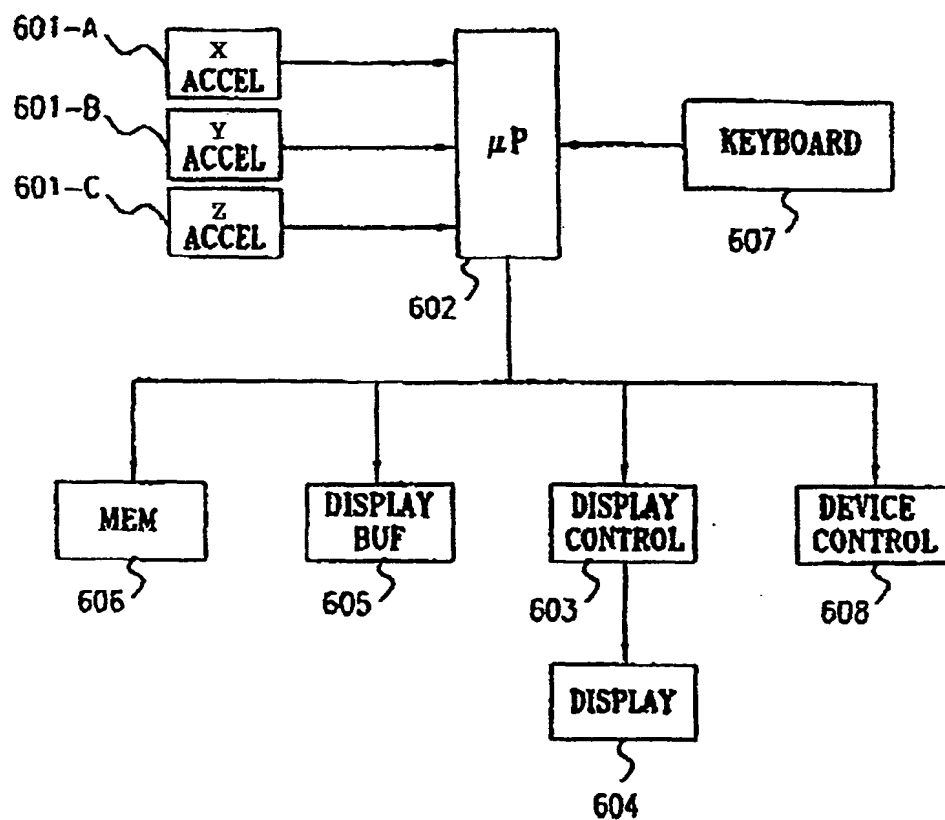 601-A
X
ACCEL
601-B
Y
ACCEL
601-C
Z
ACCEL
μP
602
KEYBOARD
607
MEM
606
DISPLAY
BUF
605
DISPLAY
CONTROL
603
DEVICE
CONTROL
608
DISPLAY
604